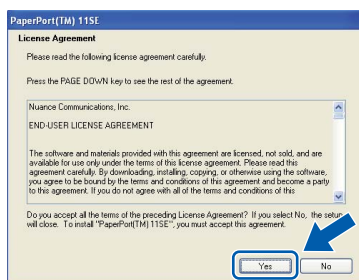 PaperPort(TM) 11SE
License Agreement
Please read the following license agreement carefully.
Press the PAGE DOWN key to see the rest of the agreement.
Nuance Communications, Inc.
END-USER LICENSE AGREEMENT
The software and materials provided with this agreement are licensed, not sold, and are
available for use only under the terms of this license agreement. Please read this
agreement carefully. By downloading, installing, copying, or otherwise using the software,
you agree to be bound by the terms and conditions of this agreement and become a party
to this agreement. If you do not agree with all of the terms and conditions of this
Do you accept all the terms of the preceding License Agreement? If you select No, the setup
will close. To install "PaperPort(TM) 11SE", you must accept this agreement.
Yes
No